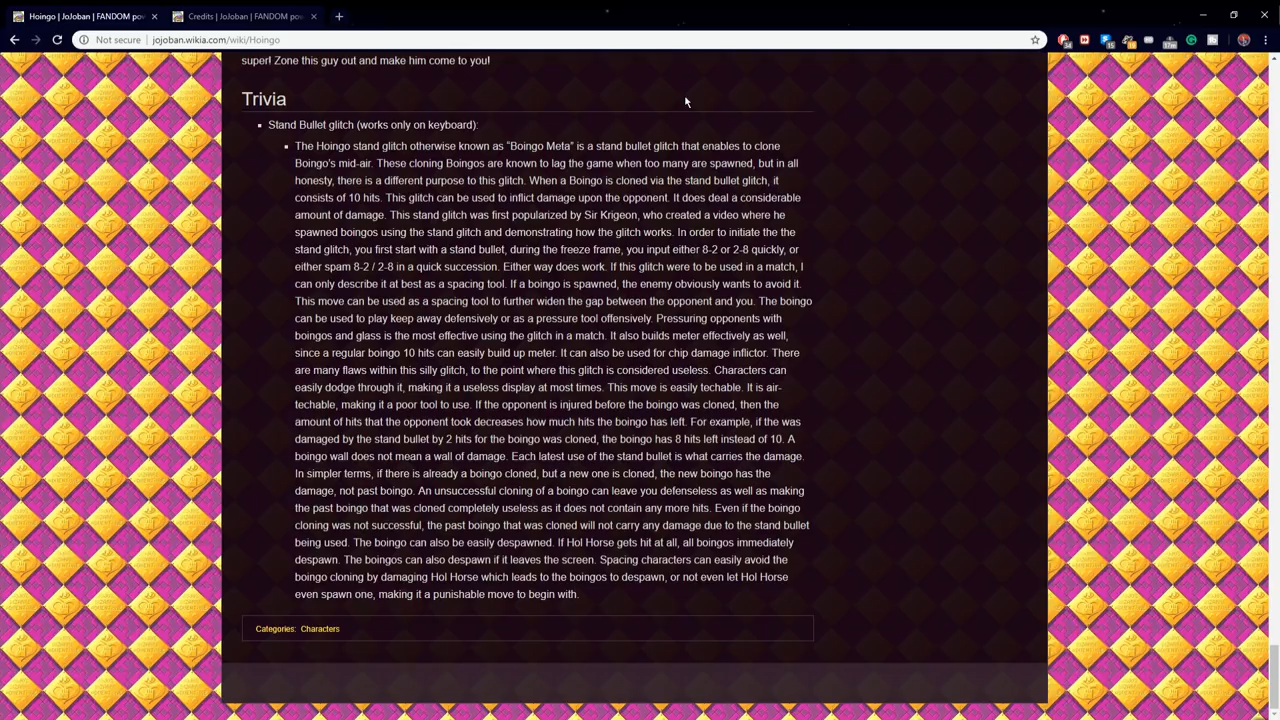 Hoingo | JoJoban | FANDOM pow
Credits | JoJoban | FANDOM pow
Not secure | jojoban.wikia.com/wiki/Hoingo
super! Zone this guy out and make him come to you!
Trivia
Stand Bullet glitch (works only on keyboard):
The Hoingo stand glitch otherwise known as "Boingo Meta" is a stand bullet glitch that enables to clone
Boingo's mid-air. These cloning Boingos are known to lag the game when too many are spawned, but in all
honesty, there is a different purpose to this glitch. When a Boingo is cloned via the stand bullet glitch, it
consists of 10 hits. This glitch can be used to inflict damage upon the opponent. It does deal a considerable
amount of damage. This stand glitch was first popularized by Sir Krigeon, who created a video where he
spawned boingos using the stand glitch and demonstrating how the glitch works. In order to initiate the the
stand glitch, you first start with a stand bullet, during the freeze frame, you input either 8-2 or 2-8 quickly, or
either spam 8-2 / 2-8 in a quick succession. Either way does work. If this glitch were to be used in a match, I
can only describe it at best as a spacing tool. If a boingo is spawned, the enemy obviously wants to avoid it.
This move can be used as a spacing tool to further widen the gap between the opponent and you. The boingo
can be used to play keep away defensively or as a pressure tool offensively. Pressuring opponents with
boingos and glass is the most effective using the glitch in a match. It also builds meter effectively as well,
since a regular boingo 10 hits can easily build up meter. It can also be used for chip damage inflictor. There
are many flaws within this silly glitch, to the point where this glitch is considered useless. Characters can
easily dodge through it, making it a useless display at most times. This move is easily techable. It is air-
techable, making it a poor tool to use. If the opponent is injured before the boingo was cloned, then the
amount of hits that the opponent took decreases how much hits the boingo has left. For example, if the was
damaged by the stand bullet by 2 hits for the boingo was cloned, the boingo has 8 hits left instead of 10. A
boingo wall does not mean a wall of damage. Each latest use of the stand bullet is what carries the damage.
In simpler terms, if there is already a boingo cloned, but a new one is cloned, the new boingo has the
damage, not past boingo. An unsuccessful cloning of a boingo can leave you defenseless as well as making
the past boingo that was cloned completely useless as it does not contain any more hits. Even if the boingo
cloning was not successful, the past boingo that was cloned will not carry any damage due to the stand bullet
being used. The boingo can also be easily despawned. If Hol Horse gets hit at all, all boingos immediately
despawn. The boingos can also despawn if it leaves the screen. Spacing characters can easily avoid the
boingo cloning by damaging Hol Horse which leads to the boingos to despawn, or not even let Hol Horse
even spawn one, making it a punishable move to begin with.
Categories: Characters